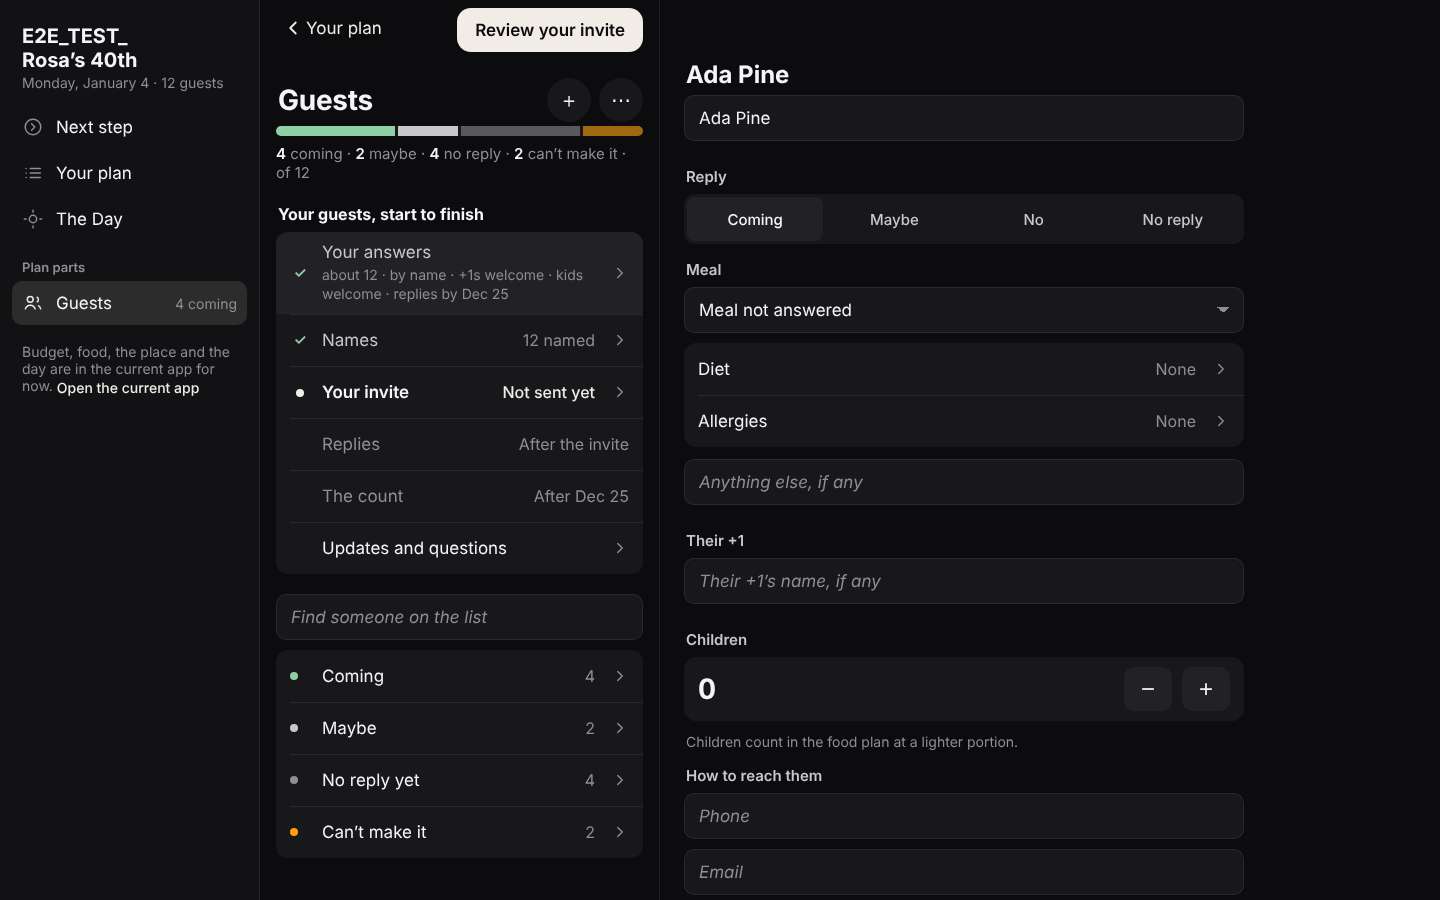 E2E_TEST_
Rosa’s 40th
Monday, January 4 · 12 guests
Next step
Your plan
The Day
Plan parts
Guests 4 coming
Budget, food, the place and the
day are in the current app for
now. Open the current app
Your plan
Review your invite
Guests
+ ···
4 coming · 2 maybe · 4 no reply · 2 can’t make it ·
of 12
Your guests, start to finish
Your answers
about 12 · by name · +1s welcome · kids
welcome · replies by Dec 25
Names 12 named
Your invite Not sent yet
Replies After the invite
The count After Dec 25
Updates and questions
Find someone on the list
Coming 4
Maybe 2
No reply yet 4
Can’t make it 2
Ada Pine
Ada Pine
Reply
Coming Maybe No No reply
Meal
Meal not answered
Diet None
Allergies None
Anything else, if any
Their +1
Their +1’s name, if any
Children
0 − +
Children count in the food plan at a lighter portion.
How to reach them
Phone
Email